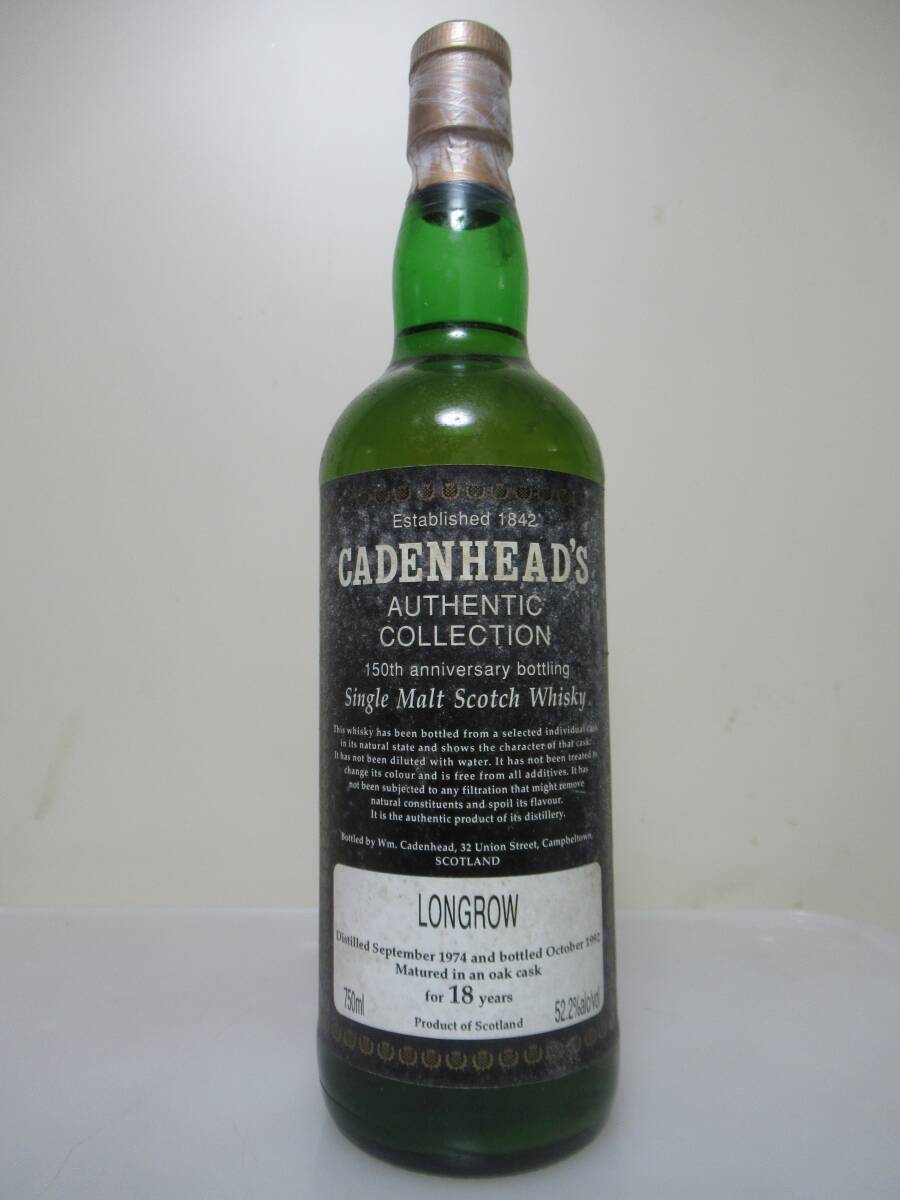 Established 1842
CADENHEAD'S
AUTHENTIC
COLLECTION
150th anniversary bottling
Single Malt Scotch Whisky
This whisky has been bottled from a selected individual cask
in its natural state and shows the character of that cask.
It has not been diluted with water. It has not been treated to
change its colour and is free from all additives. It has
not been subjected to any filtration that might remove
natural constituents and spoil its flavour.
It is the authentic product of its distillery.
Bottled by Wm. Cadenhead, 32 Union Street, Campbeltown,
SCOTLAND
LONGROW
Distilled September 1974 and bottled October 1992
Matured in an oak cask
for 18 years
750ml
52.2%alc/vol
Product of Scotland